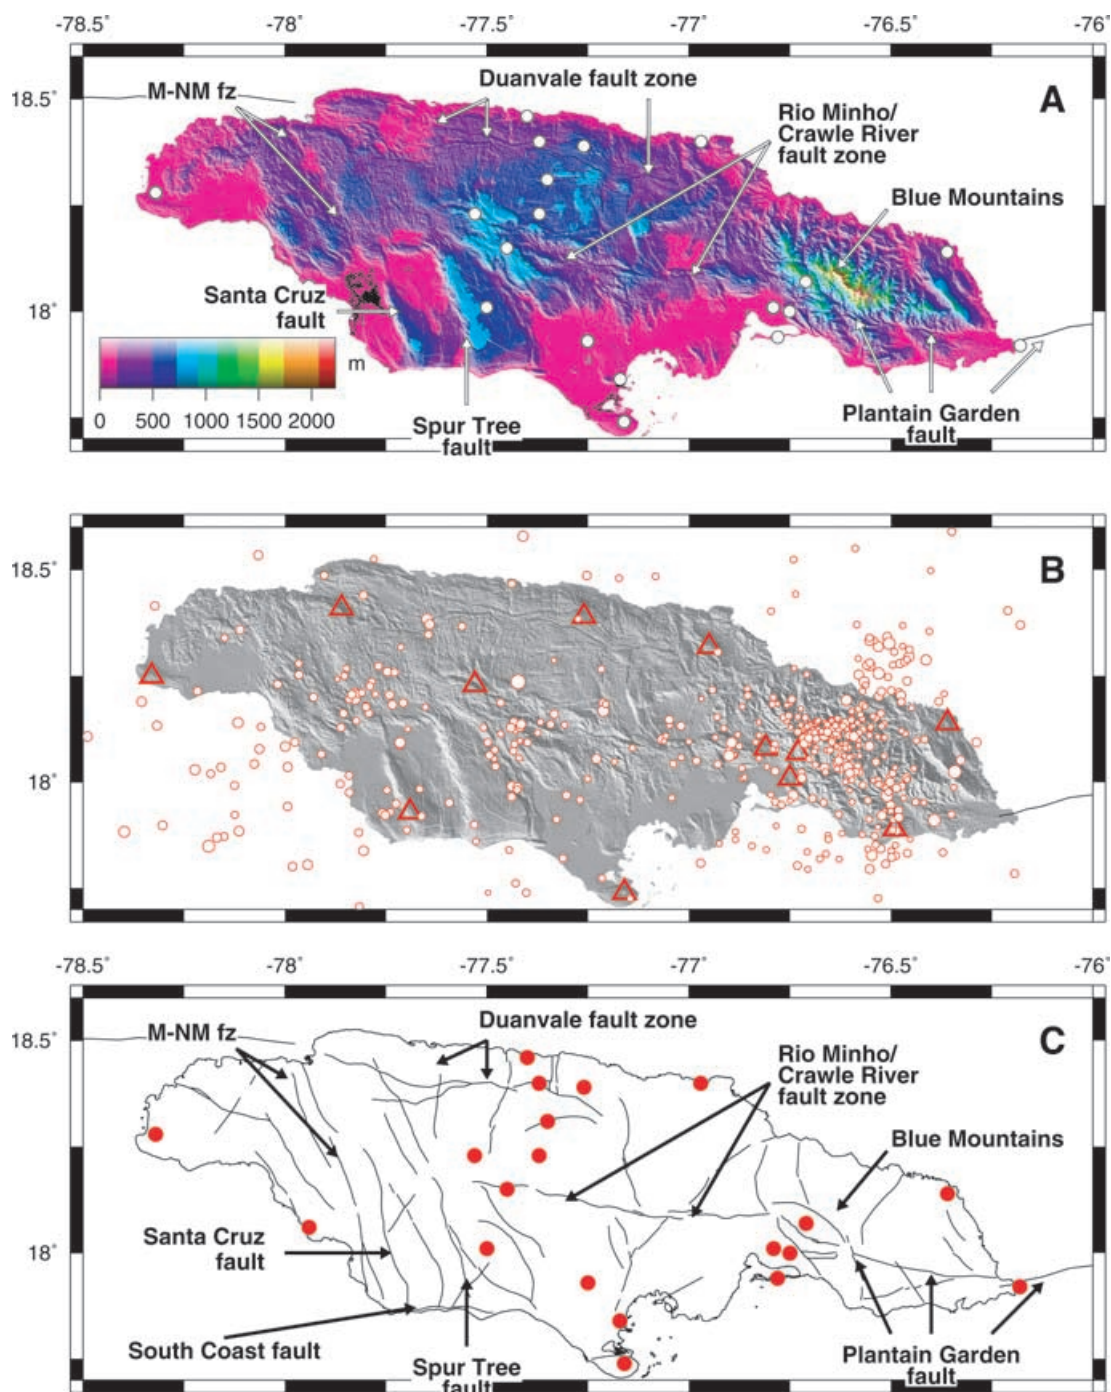 -78.5˚ -78˚ -77.5˚ -77˚ -76.5˚ -76˚
A
18.5˚
M-NM fz
Duanvale fault zone
Rio Minho/
Crawle River
fault zone
Blue Mountains
Santa Cruz
fault
18˚
m
0 500 1000 1500 2000
Spur Tree
fault
Plantain Garden
fault
B
18.5˚
18˚
-78.5˚ -78˚ -77.5˚ -77˚ -76.5˚ -76˚
C
18.5˚
M-NM fz
Duanvale fault zone
Rio Minho/
Crawle River
fault zone
Blue Mountains
Santa Cruz
fault
18˚
South Coast fault
Spur Tree
fault
Plantain Garden
fault